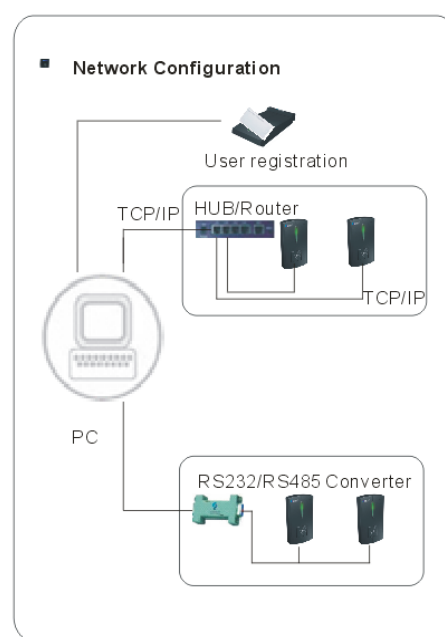 Network Configuration
User registration
TCP/IP
HUB/Router
TCP/IP
PC
RS232/RS485 Converter